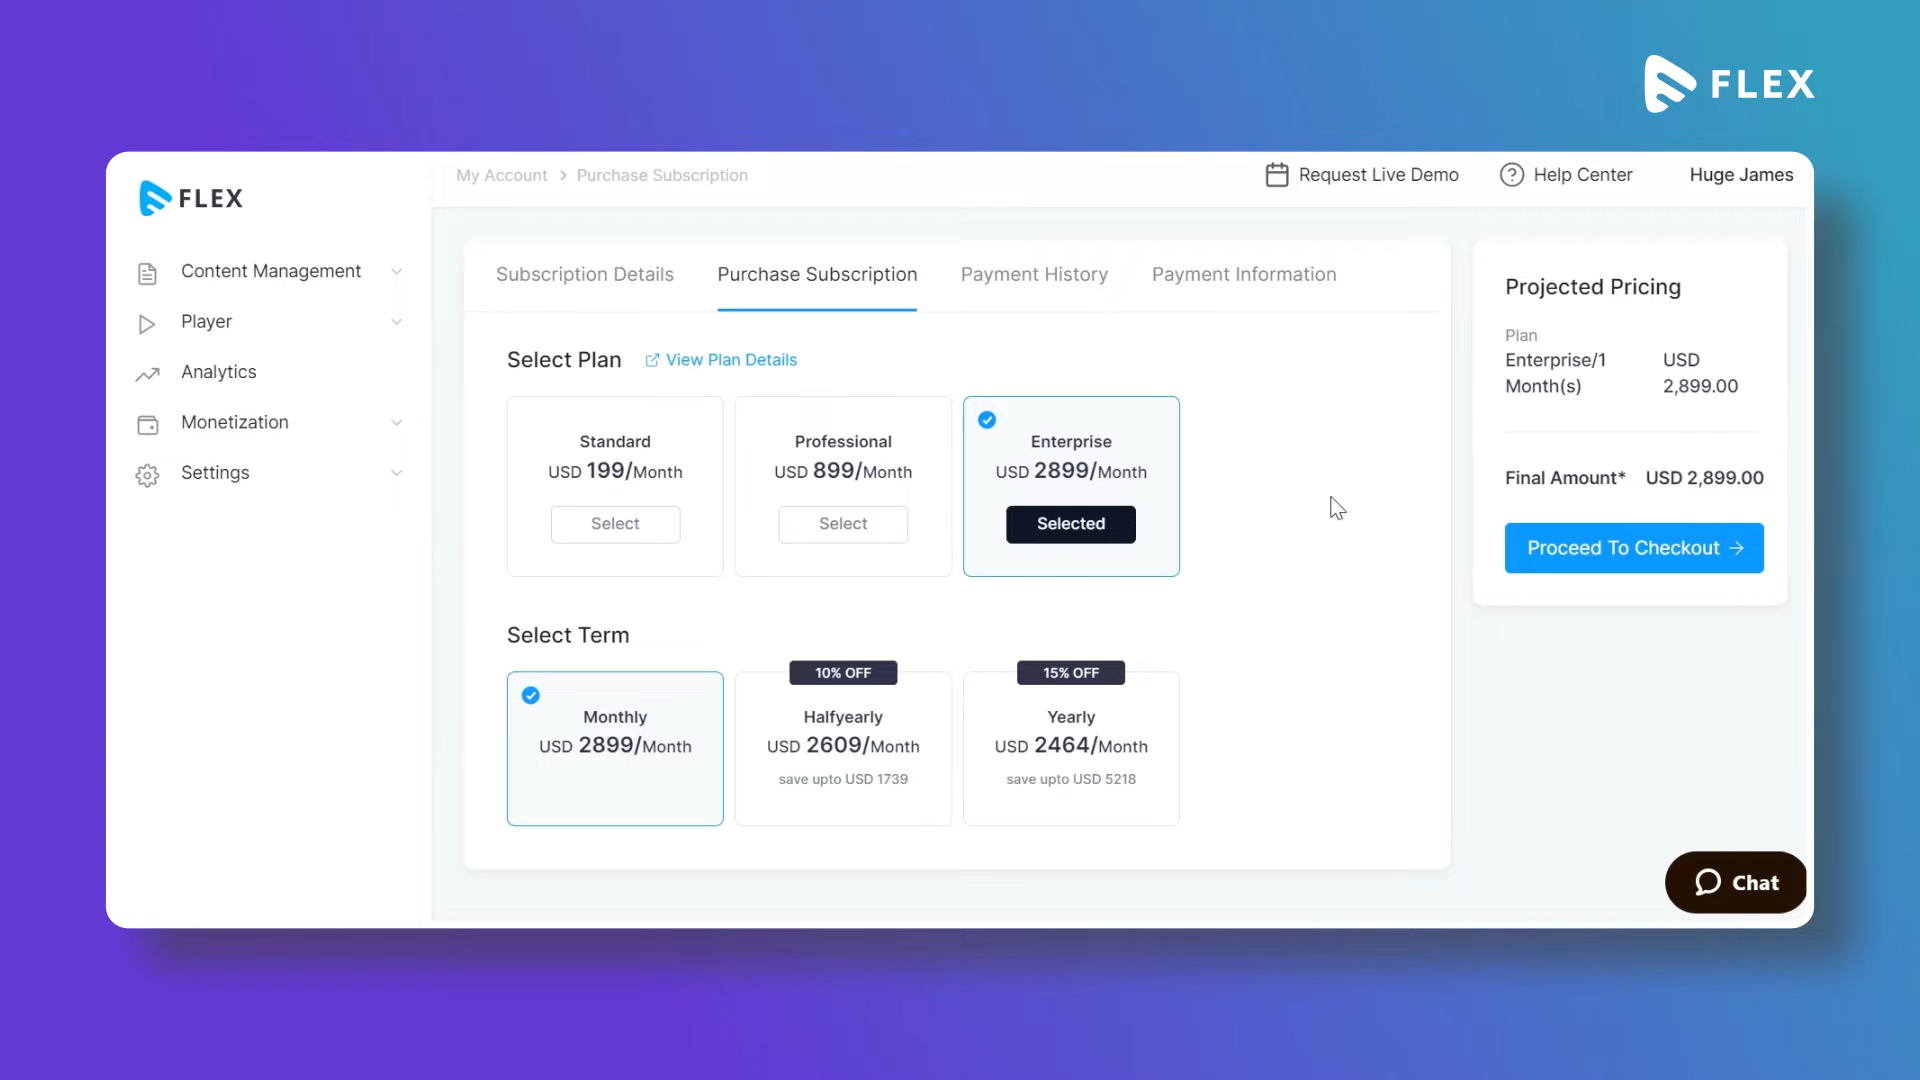 FLEX
FLEX
My Account > Purchase Subscription
Request Live Demo
Help Center
Huge James
Content Management
Player
Analytics
Monetization
Settings
Subscription Details
Purchase Subscription
Payment History
Payment Information
Select Plan
View Plan Details
Standard
USD 199/Month
Select
Professional
USD 899/Month
Select
Enterprise
USD 2899/Month
Selected
Select Term
Monthly
USD 2899/Month
10% OFF
Halfyearly
USD 2609/Month
save upto USD 1739
15% OFF
Yearly
USD 2464/Month
save upto USD 5218
Projected Pricing
Plan
Enterprise/1 USD
Month(s) 2,899.00
Final Amount* USD 2,899.00
Proceed To Checkout →
Chat